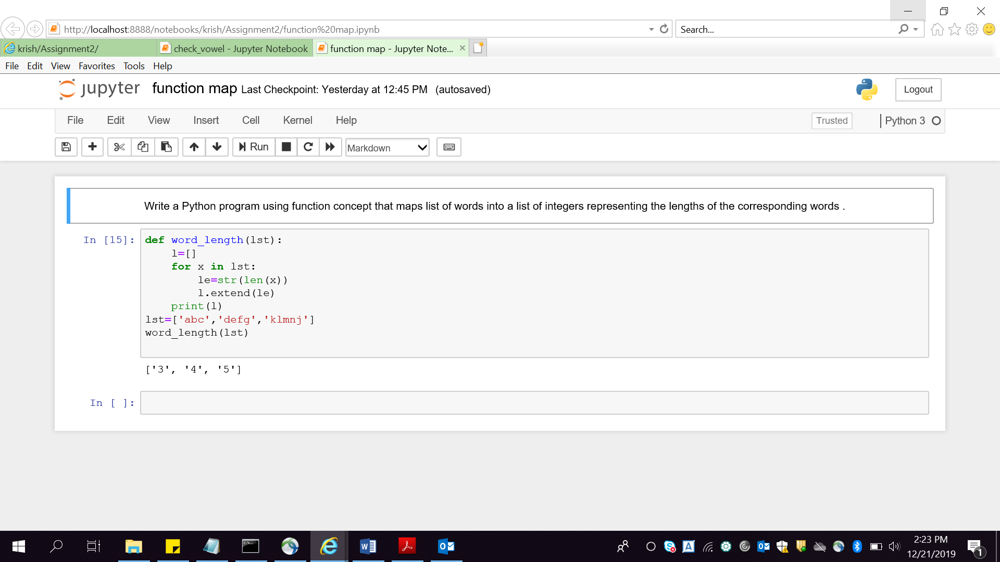 http://localhost:8888/notebooks/krish/Assignment2/function%20map.ipynb
Search...
krish/Assignment2/
check_vowel - Jupyter Notebook
function map - Jupyter Note...
File Edit View Favorites Tools Help
jupyter function map Last Checkpoint: Yesterday at 12:45 PM (autosaved)
Logout
File Edit View Insert Cell Kernel Help
Trusted
Python 3
Run
Markdown
Write a Python program using function concept that maps list of words into a list of integers representing the lengths of the corresponding words .
In [15]:
def word_length(lst):
    l=[]
    for x in lst:
        le=str(len(x))
        l.extend(le)
    print(l)
lst=['abc','defg','klmnj']
word_length(lst)
['3', '4', '5']
In [ ]:
2:23 PM
12/21/2019
1